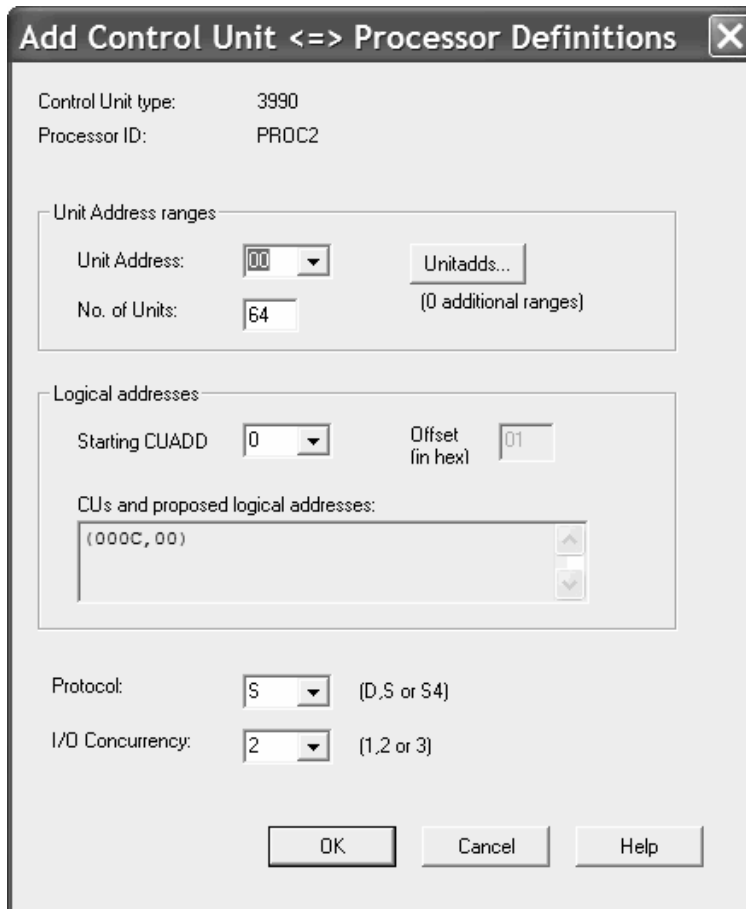 Add Control Unit <=> Processor Definitions
Control Unit type: 3990
Processor ID: PROC2
Unit Address ranges
Unit Address: 00 Unitadds...
No. of Units: 64 (0 additional ranges)
Logical addresses
Starting CUADD 0 Offset
(in hex) 01
CUs and proposed logical addresses:
(000C,00)
Protocol: S (D,S or S4)
I/O Concurrency: 2 (1,2 or 3)
OK Cancel Help